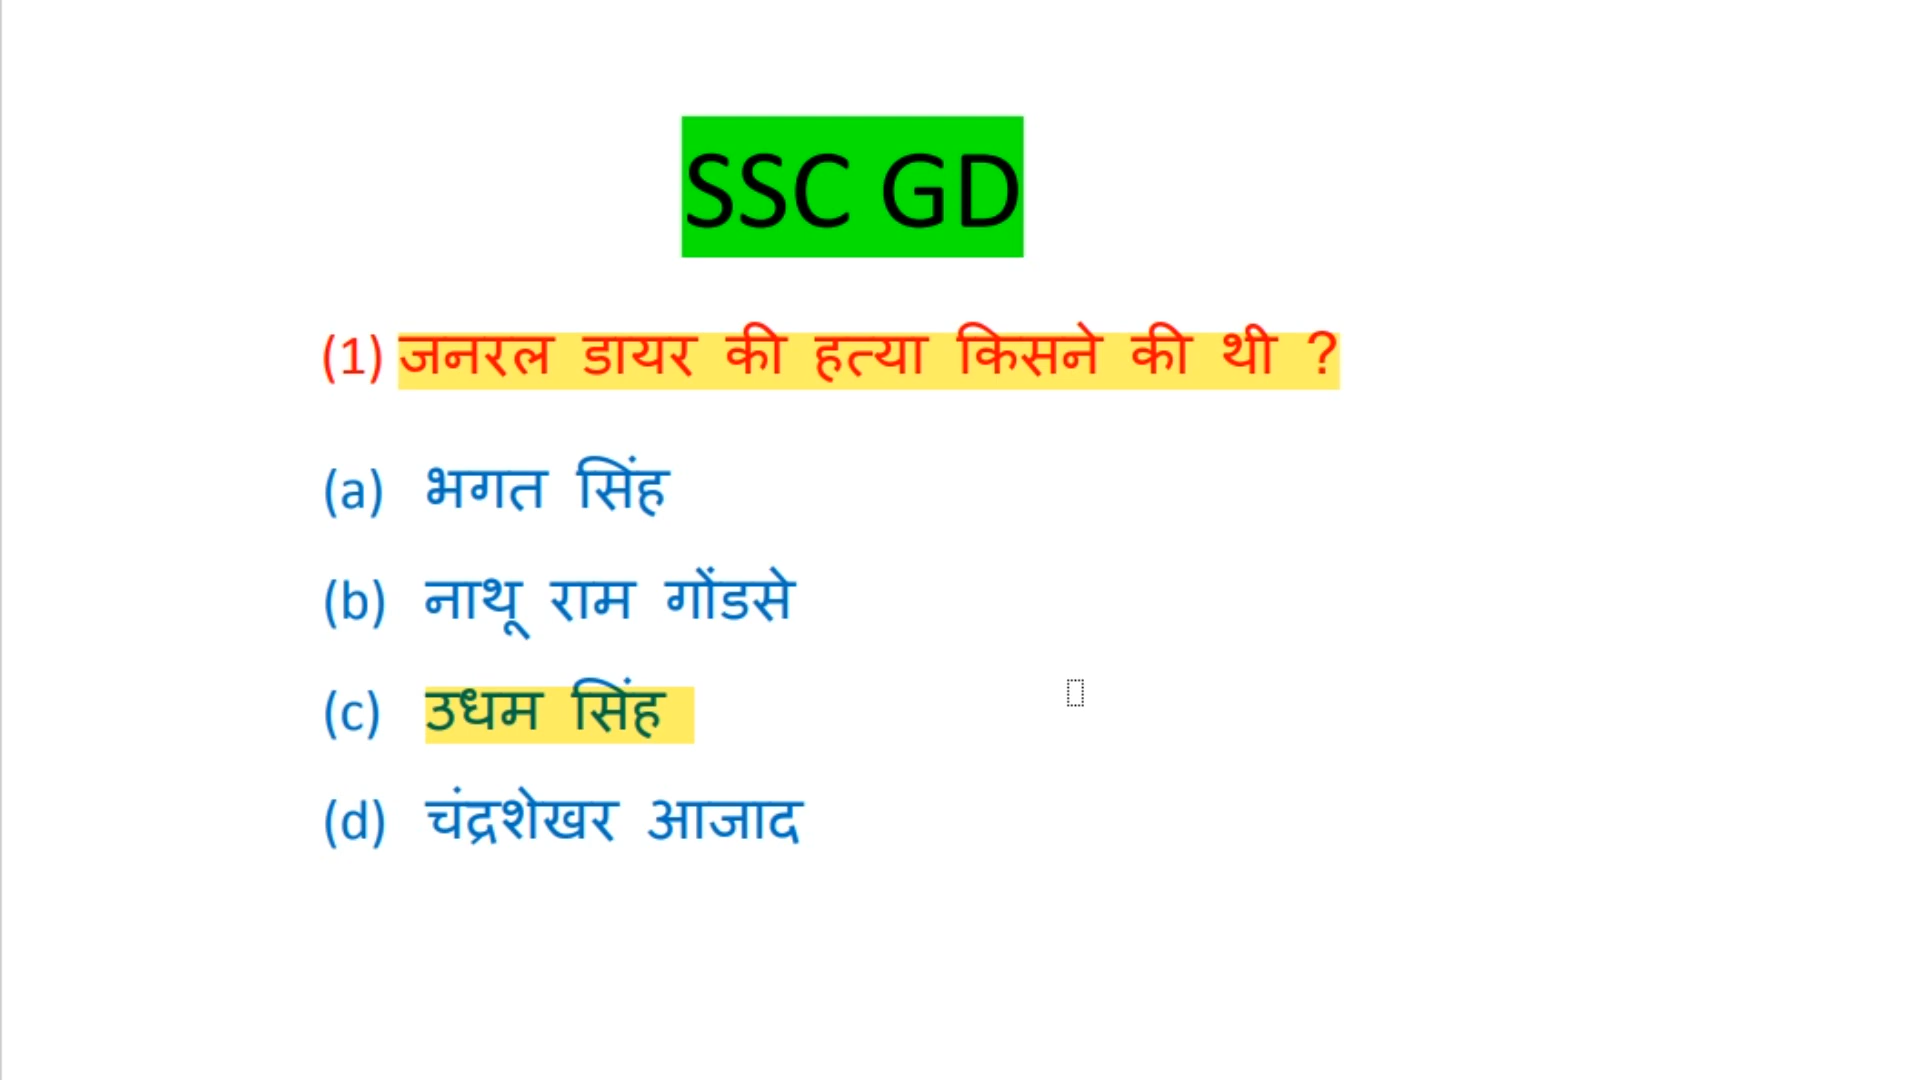 SSC GD
(1) जनरल डायर की हत्या किसने की थी ?
(a) भगत सिंह
(b) नाथू राम गोंडसे
(c) उधम सिंह
(d) चंद्रशेखर आजाद